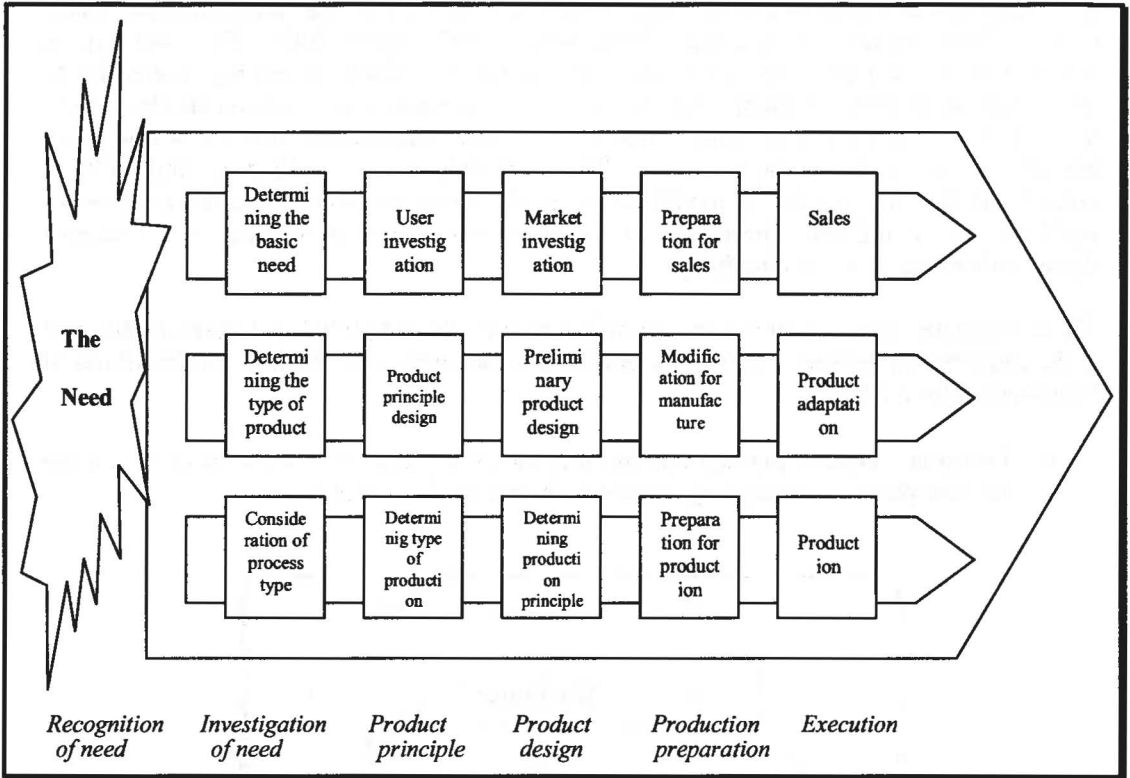 Determi
ning the
basic
need
User
investig
ation
Market
investig
ation
Prepara
tion for
sales
Sales
The
Need
Determi
ning the
type of
product
Product
principle
design
Prelimi
nary
product
design
Modific
ation for
manufac
ture
Product
adaptati
on
Conside
ration of
process
type
Determi
nig type
of
producti
on
Determi
ning
producti
on
principle
Prepara
tion for
product
ion
Product
ion
Recognition
of need
Investigation
of need
Product
principle
Product
design
Production
preparation
Execution